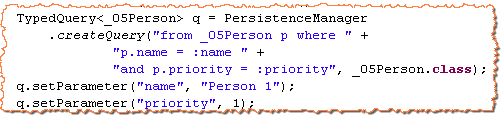 TypedQuery<_05Person> q = PersistenceManager
.createQuery("from _05Person p where " +
"p.name = :name " +
"and p.priority = :priority", _05Person.class);
q.setParameter("name", "Person 1");
q.setParameter("priority", 1);